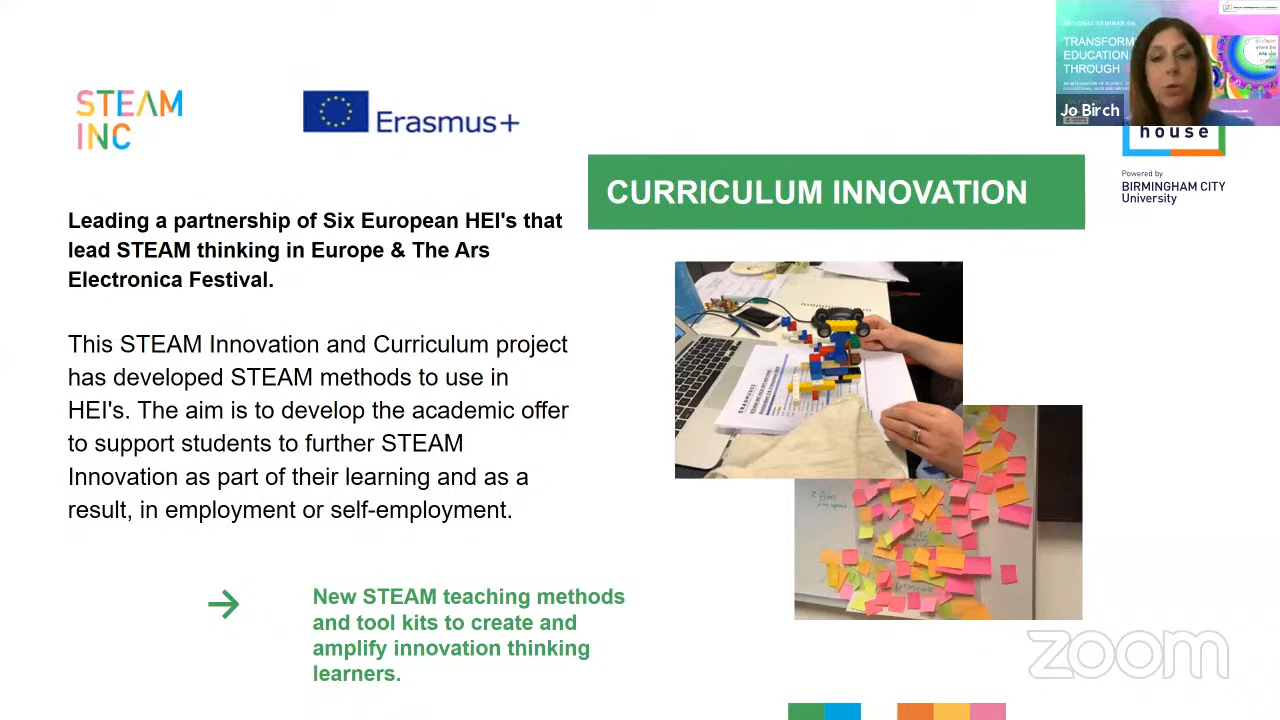 STEAM
INC
Erasmus+
Leading a partnership of Six European HEI's that
lead STEAM thinking in Europe & The Ars
Electronica Festival.
This STEAM Innovation and Curriculum project
has developed STEAM methods to use in
HEI's. The aim is to develop the academic offer
to support students to further STEAM
Innovation as part of their learning and as a
result, in employment or self-employment.
New STEAM teaching methods
and tool kits to create and
amplify innovation thinking
learners.
CURRICULUM INNOVATION
TRANSFORM
EDUCATION
THROUGH
Jo Birch
house
Powered by
BIRMINGHAM CITY
University
zoom